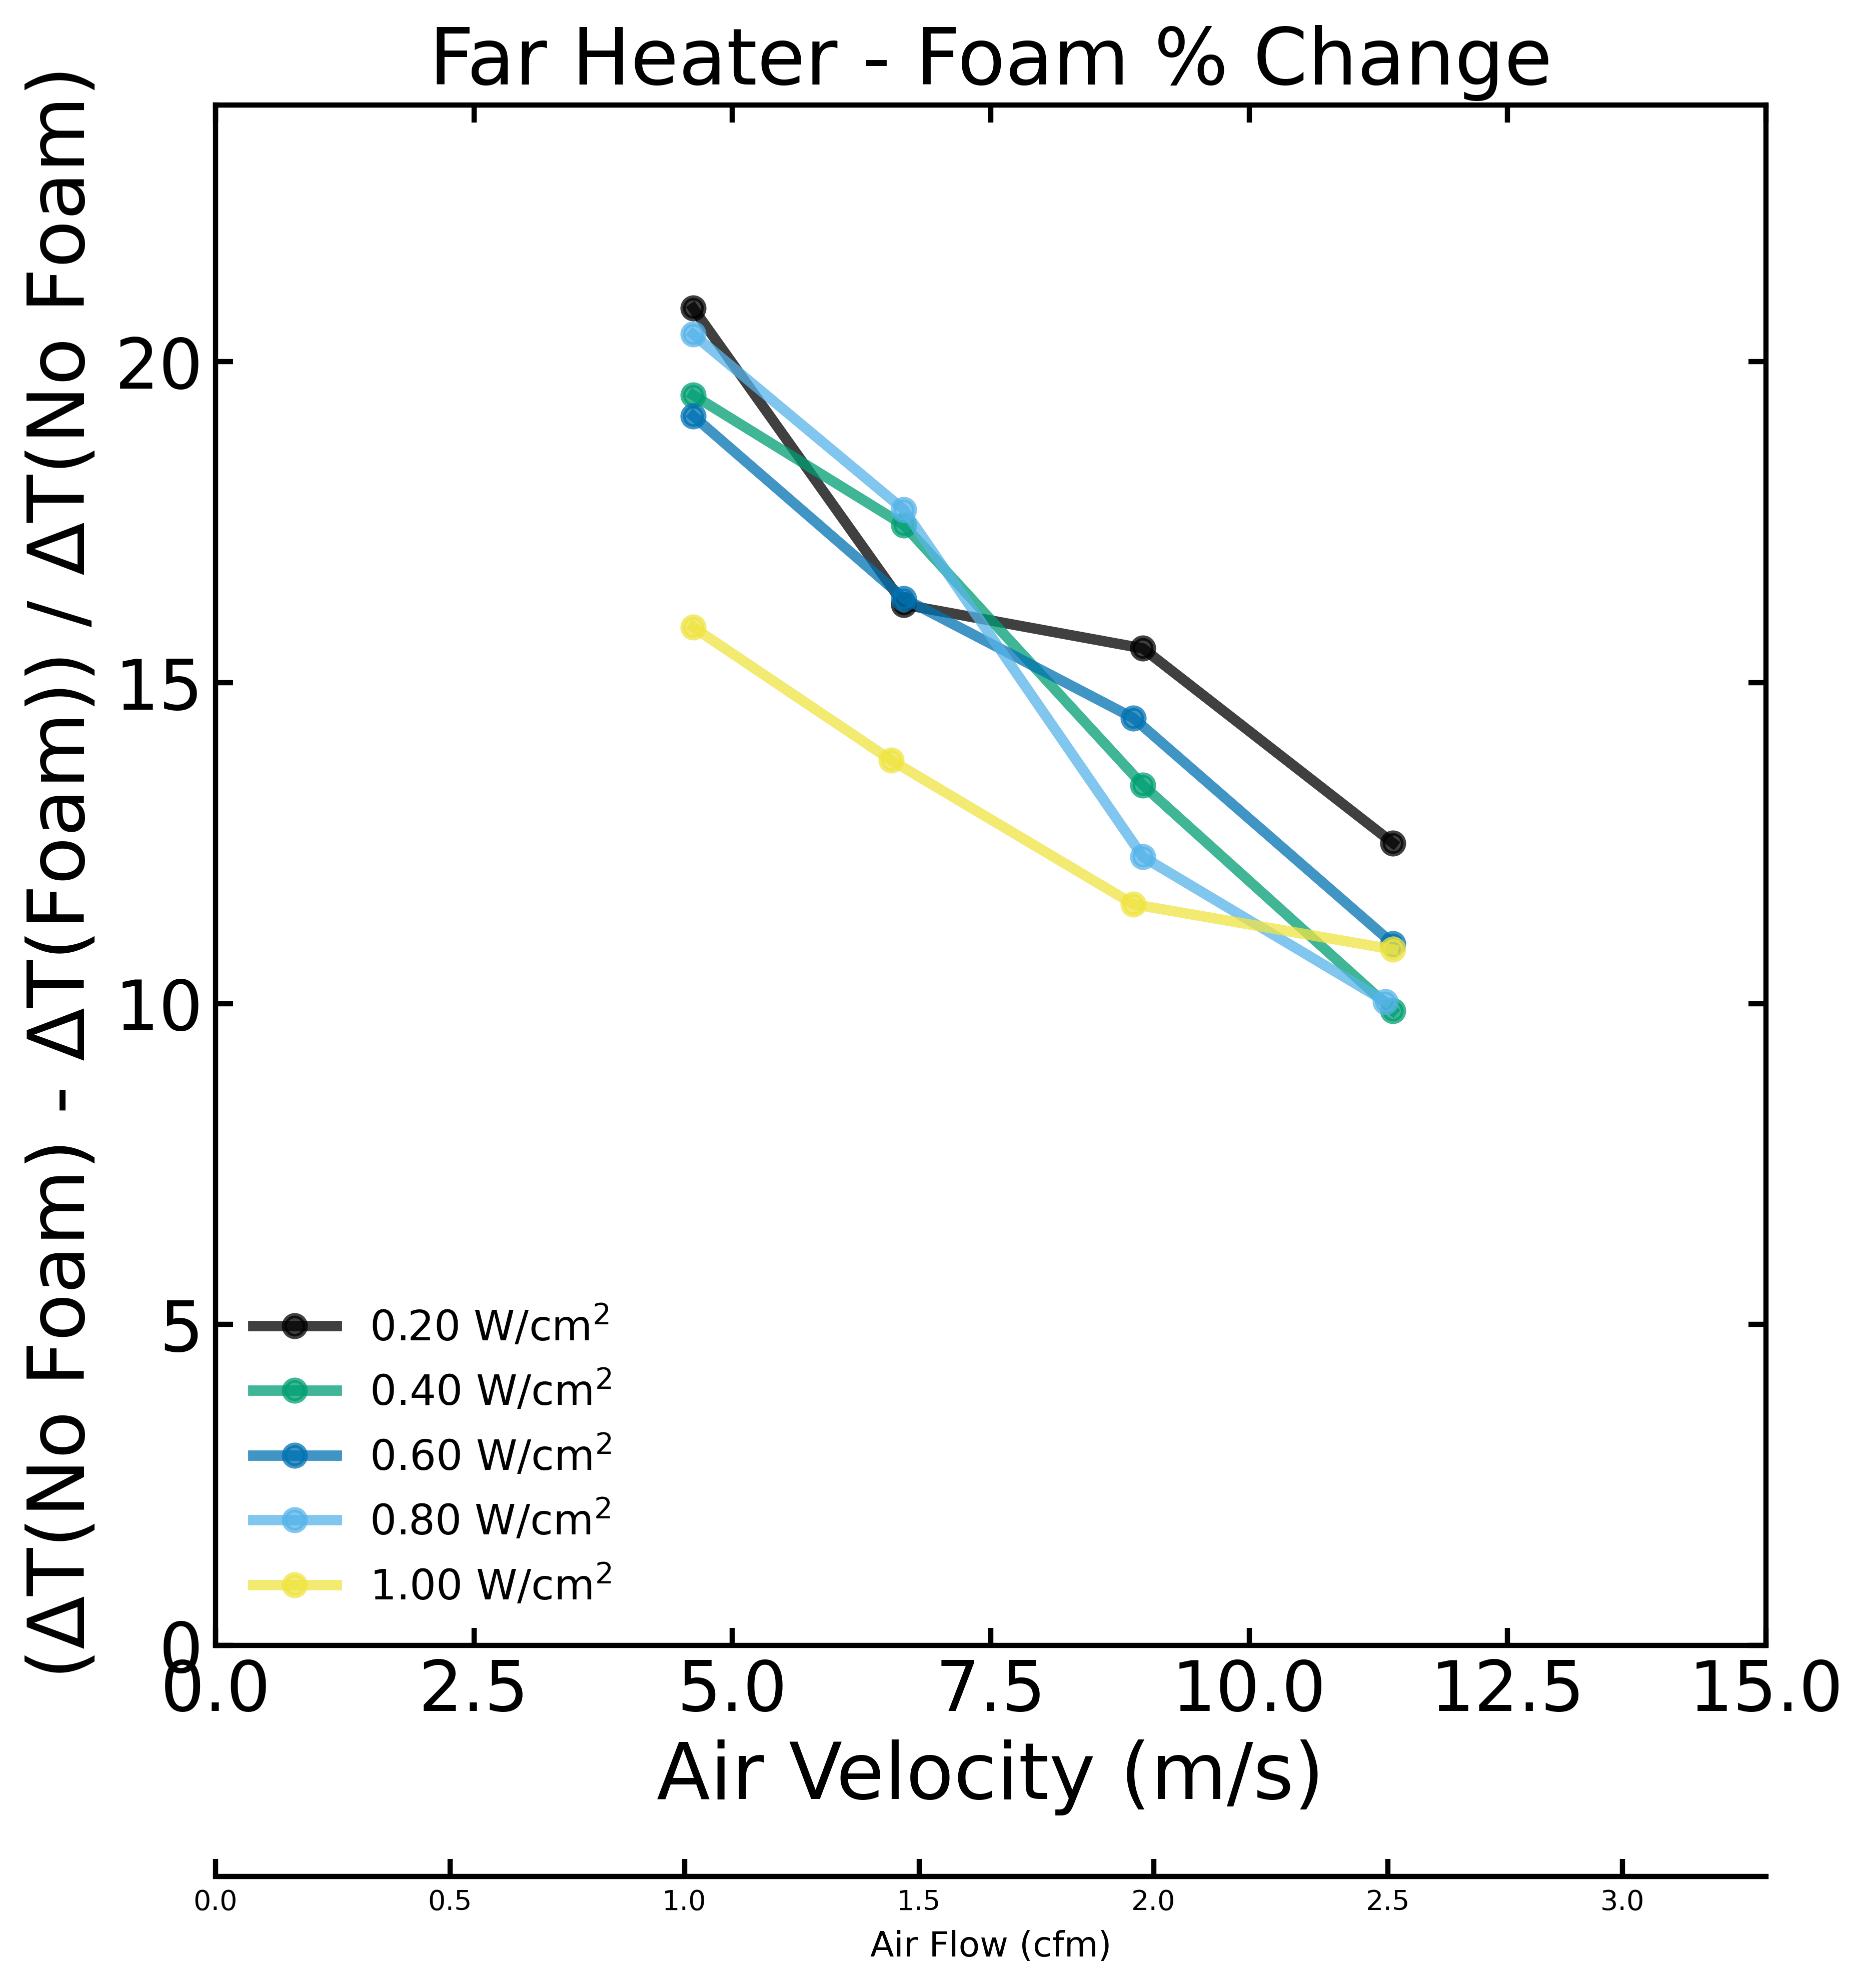 Far Heater - Foam % Change
(ΔT(No Foam) - ΔT(Foam)) / ΔT(No Foam)
20
15
10
5
0
0.20 W/cm²
0.40 W/cm²
0.60 W/cm²
0.80 W/cm²
1.00 W/cm²
0.0 2.5 5.0 7.5 10.0 12.5 15.0
Air Velocity (m/s)
0.0 0.5 1.0 1.5 2.0 2.5 3.0
Air Flow (cfm)